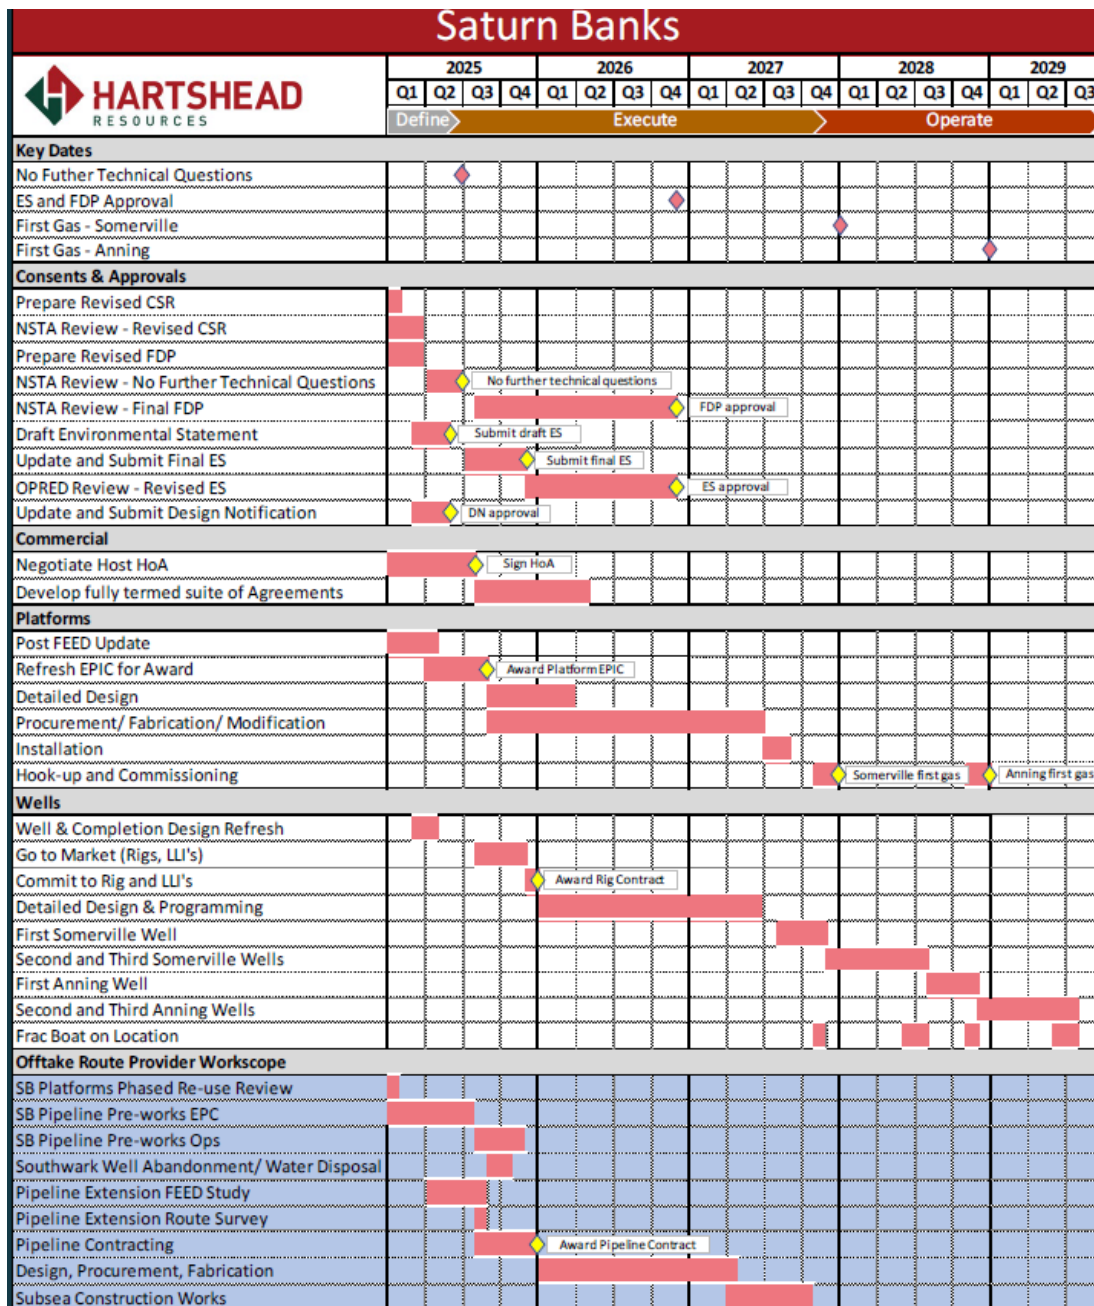 Saturn Banks
HARTSHEAD
RESOURCES
2025 2026 2027 2028 2029
Q1 Q2 Q3 Q4 Q1 Q2 Q3 Q4 Q1 Q2 Q3 Q4 Q1 Q2 Q3 Q4 Q1 Q2 Q3
Define Execute Operate
Key Dates
No Futher Technical Questions
ES and FDP Approval
First Gas - Somerville
First Gas - Anning
Consents & Approvals
Prepare Revised CSR
NSTA Review - Revised CSR
Prepare Revised FDP
NSTA Review - No Further Technical Questions No further technical questions
NSTA Review - Final FDP FDP approval
Draft Environmental Statement Submit draft ES
Update and Submit Final ES Submit final ES
OPRED Review - Revised ES ES approval
Update and Submit Design Notification DN approval
Commercial
Negotiate Host HoA Sign HoA
Develop fully termed suite of Agreements
Platforms
Post FEED Update
Refresh EPIC for Award Award Platform EPIC
Detailed Design
Procurement/ Fabrication/ Modification
Installation
Hook-up and Commissioning Somerville first gas Anning first gas
Wells
Well & Completion Design Refresh
Go to Market (Rigs, LLI's)
Commit to Rig and LLI's Award Rig Contract
Detailed Design & Programming
First Somerville Well
Second and Third Somerville Wells
First Anning Well
Second and Third Anning Wells
Frac Boat on Location
Offtake Route Provider Workscope
SB Platforms Phased Re-use Review
SB Pipeline Pre-works EPC
SB Pipeline Pre-works Ops
Southwark Well Abandonment/ Water Disposal
Pipeline Extension FEED Study
Pipeline Extension Route Survey
Pipeline Contracting Award Pipeline Contract
Design, Procurement, Fabrication
Subsea Construction Works